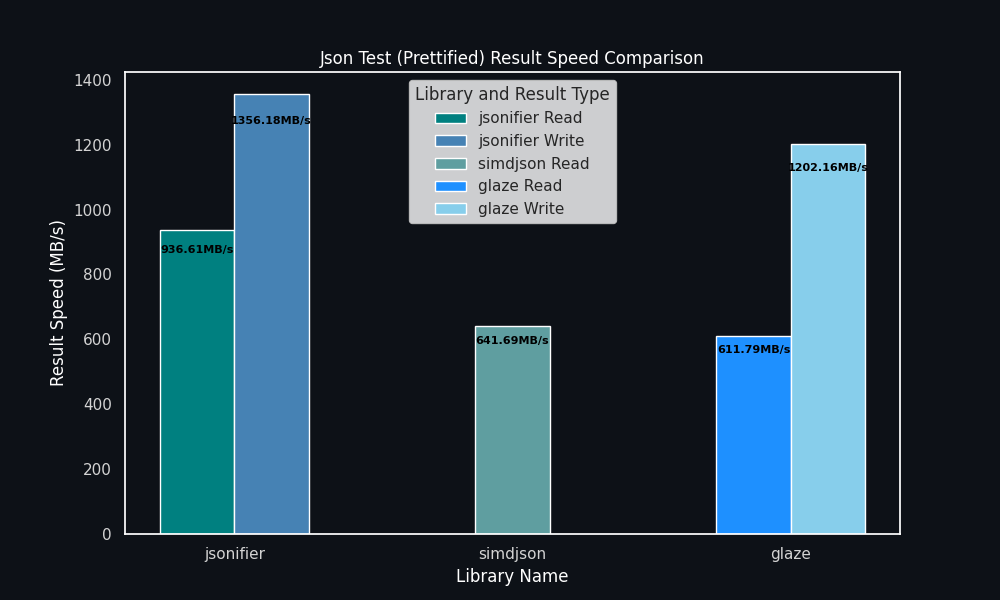 Json Test (Prettified) Result Speed Comparison
Library and Result Type
jsonifier Read
jsonifier Write
simdjson Read
glaze Read
glaze Write
Result Speed (MB/s)
1400
1200
1000
800
600
400
200
0
936.61MB/s
1356.18MB/s
641.69MB/s
611.79MB/s
1202.16MB/s
jsonifier
simdjson
glaze
Library Name